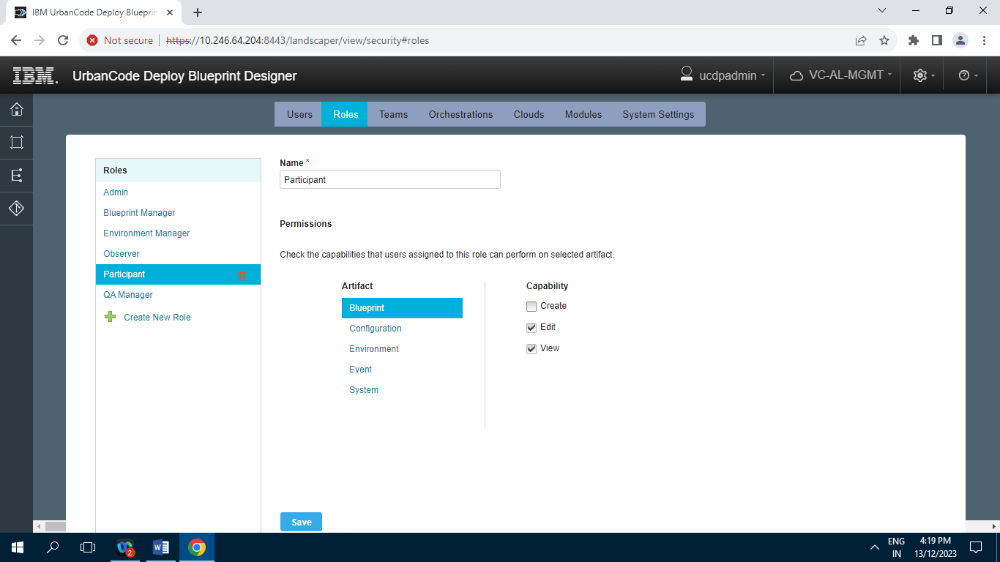 IBM UrbanCode Deploy Blueprin
Not secure
https://10.246.64.204:8443/landscaper/view/security#roles
IBM. UrbanCode Deploy Blueprint Designer
ucdpadmin
VC-AL-MGMT
Users Roles Teams Orchestrations Clouds Modules System Settings
Roles
Admin
Blueprint Manager
Environment Manager
Observer
Participant
QA Manager
Create New Role
Name *
Participant
Permissions
Check the capabilities that users assigned to this role can perform on selected artifact.
Artifact
Blueprint
Configuration
Environment
Event
System
Capability
Create
Edit
View
Save
2
W
ENG
IN
4:19 PM
13/12/2023